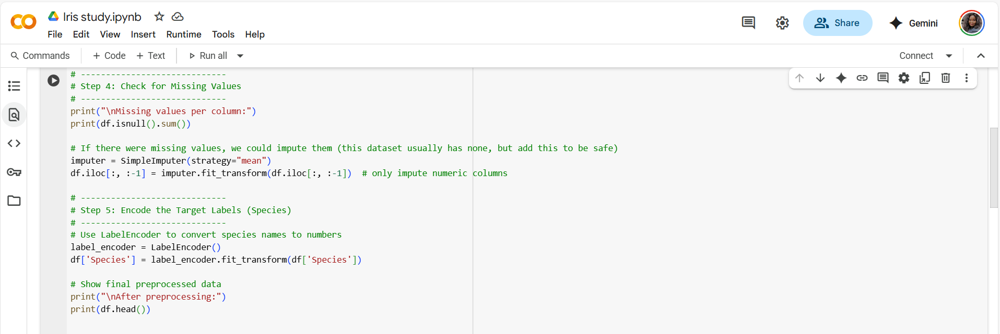 Iris study.ipynb
File Edit View Insert Runtime Tools Help
Share
Gemini
Commands + Code + Text Run all
Connect
# -----------------------------
# Step 4: Check for Missing Values
# -----------------------------
print("\nMissing values per column:")
print(df.isnull().sum())
# If there were missing values, we could impute them (this dataset usually has none, but add this to be safe)
imputer = SimpleImputer(strategy="mean")
df.iloc[:, :-1] = imputer.fit_transform(df.iloc[:, :-1])  # only impute numeric columns
# -----------------------------
# Step 5: Encode the Target Labels (Species)
# -----------------------------
# Use LabelEncoder to convert species names to numbers
label_encoder = LabelEncoder()
df['Species'] = label_encoder.fit_transform(df['Species'])
# Show final preprocessed data
print("\nAfter preprocessing:")
print(df.head())